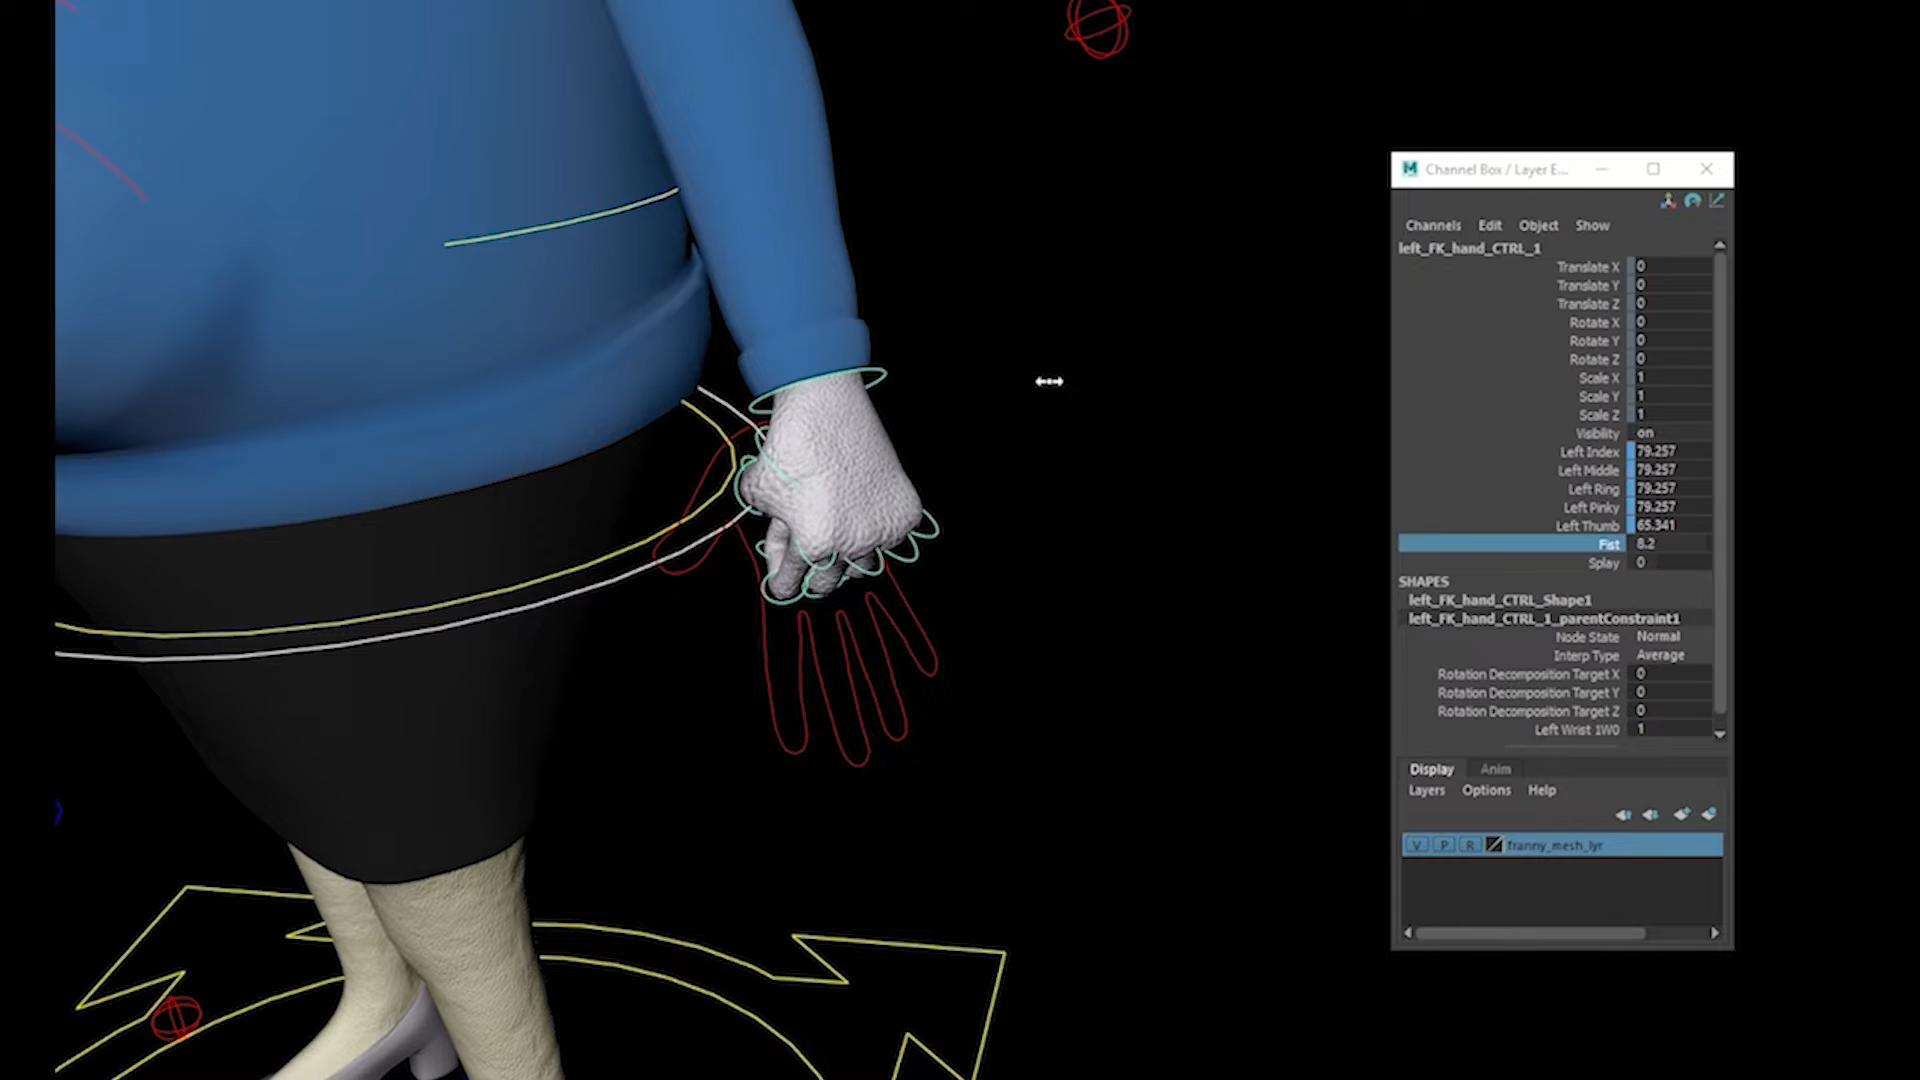 Channel Box / Layer E...
Channels Edit Object Show
left_FK_hand_CTRL_1
Translate X 0
Translate Y 0
Translate Z 0
Rotate X 0
Rotate Y 0
Rotate Z 0
Scale X 1
Scale Y 1
Scale Z 1
Visibility on
Left Index 79.257
Left Middle 79.257
Left Ring 79.257
Left Pinky 79.257
Left Thumb 65.341
Fist 8.2
Splay 0
SHAPES
left_FK_hand_CTRL_Shape1
left_FK_hand_CTRL_1_parentConstraint1
Node State Normal
Interp Type Average
Rotation Decomposition Target X 0
Rotation Decomposition Target Y 0
Rotation Decomposition Target Z 0
Left Wrist 1W0 1
Display Anim
Layers Options Help
V P R franny_mesh_lyr